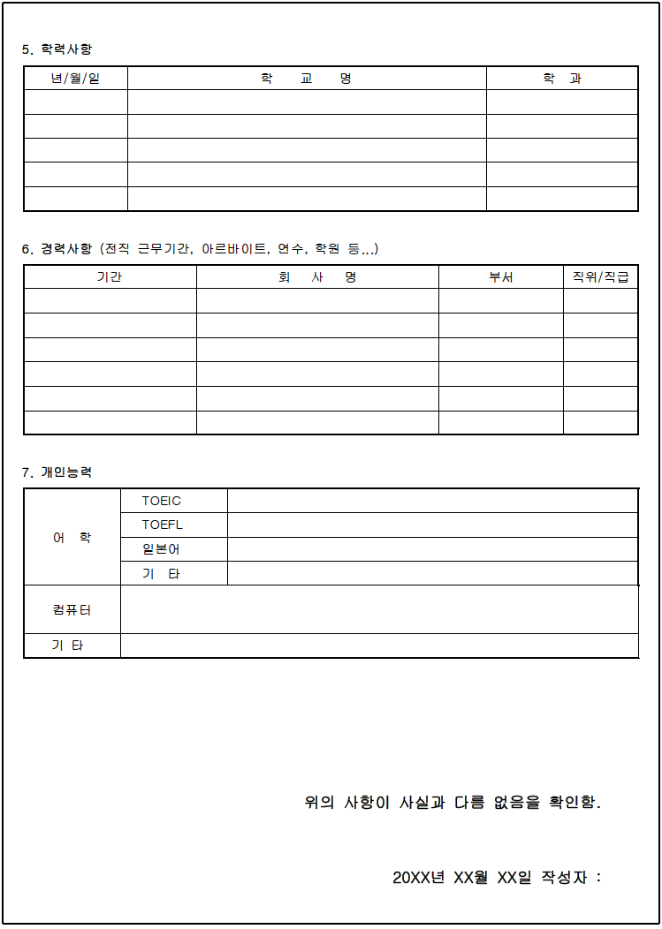 5. 학력사항
년/월/일 학 교 명 학 과
6. 경력사항 (전직 근무기간, 아르바이트, 연수, 학원 등...)
기간 회 사 명 부서 직위/직급
7. 개인능력
어 학
TOEIC
TOEFL
일본어
기 타
컴퓨터
기 타
위의 사항이 사실과 다름 없음을 확인함.
20XX년 XX월 XX일 작성자 :